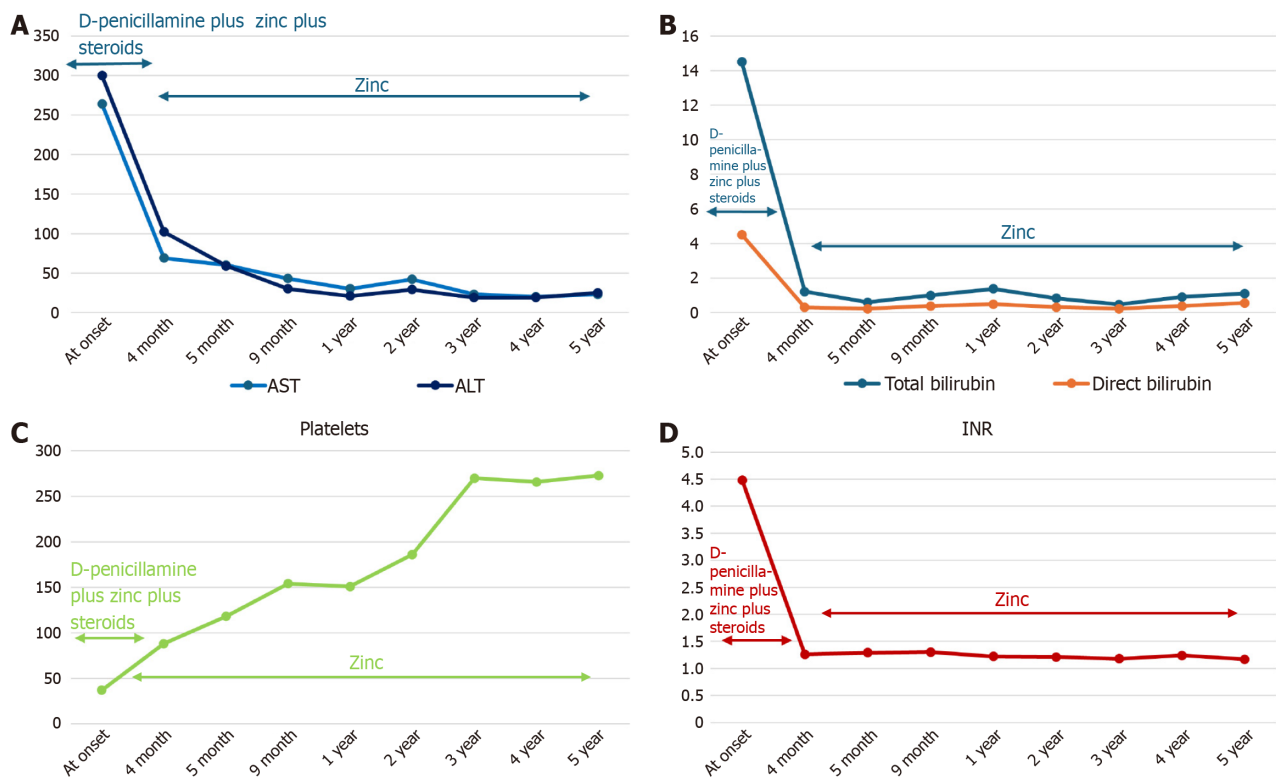 A
D-penicillamine plus zinc plus
steroids
350
300
250
200
150
100
50
0
Zinc
At onset
4 month
5 month
9 month
1 year
2 year
3 year
4 year
5 year
AST
ALT
B
16
14
12
10
8
6
4
2
0
D-
penicilla-
mine plus
zinc plus
steroids
Zinc
At onset
4 month
5 month
9 month
1 year
2 year
3 year
4 year
5 year
Total bilirubin
Direct bilirubin
C
Platelets
300
250
200
150
100
50
0
D-penicillamine
plus zinc plus
steroids
Zinc
At onset
4 month
5 month
9 month
1 year
2 year
3 year
4 year
5 year
D
INR
5.0
4.5
4.0
3.5
3.0
2.5
2.0
1.5
1.0
0.5
0
D-
penicilla-
mine plus
zinc plus
steroids
Zinc
At onset
4 month
5 month
9 month
1 year
2 year
3 year
4 year
5 year